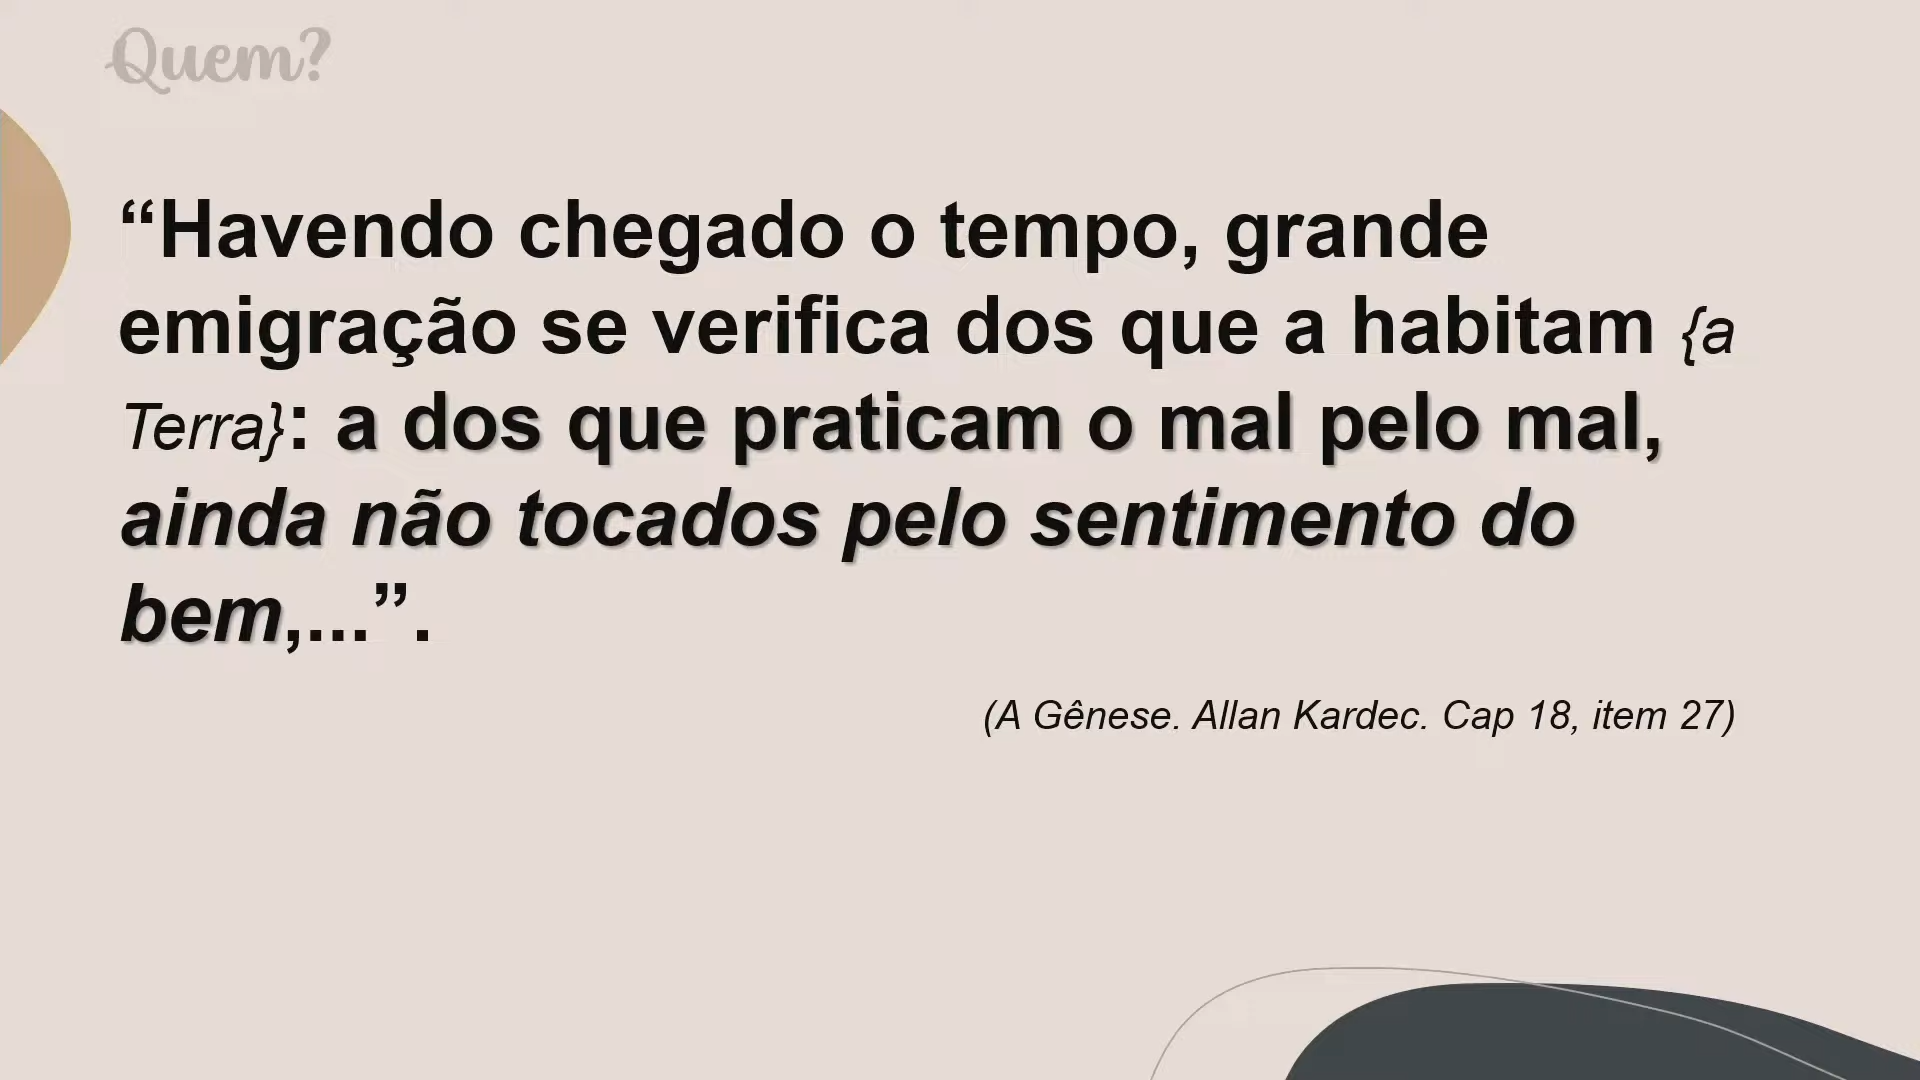 Quem?
“Havendo chegado o tempo, grande
emigração se verifica dos que a habitam {a
Terra}: a dos que praticam o mal pelo mal,
ainda não tocados pelo sentimento do
bem,...”.
(A Gênese. Allan Kardec. Cap 18, item 27)